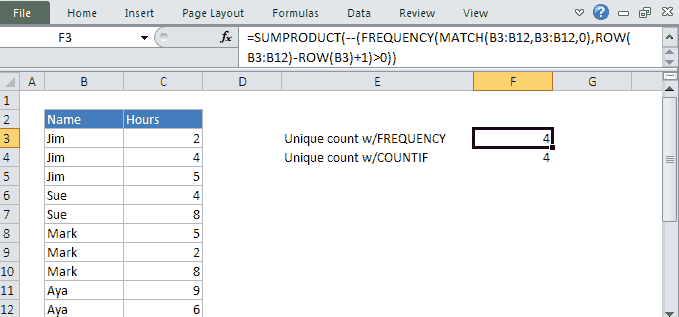 File Home Insert Page Layout Formulas Data Review View
F3 fx =SUMPRODUCT(--(FREQUENCY(MATCH(B3:B12,B3:B12,0),ROW(
B3:B12)-ROW(B3)+1)>0))
A B C D E F G
1
2 Name Hours
3 Jim 2 Unique count w/FREQUENCY 4
4 Jim 4 Unique count w/COUNTIF 4
5 Jim 5
6 Sue 4
7 Sue 8
8 Mark 5
9 Mark 2
10 Mark 8
11 Aya 9
12 Aya 6